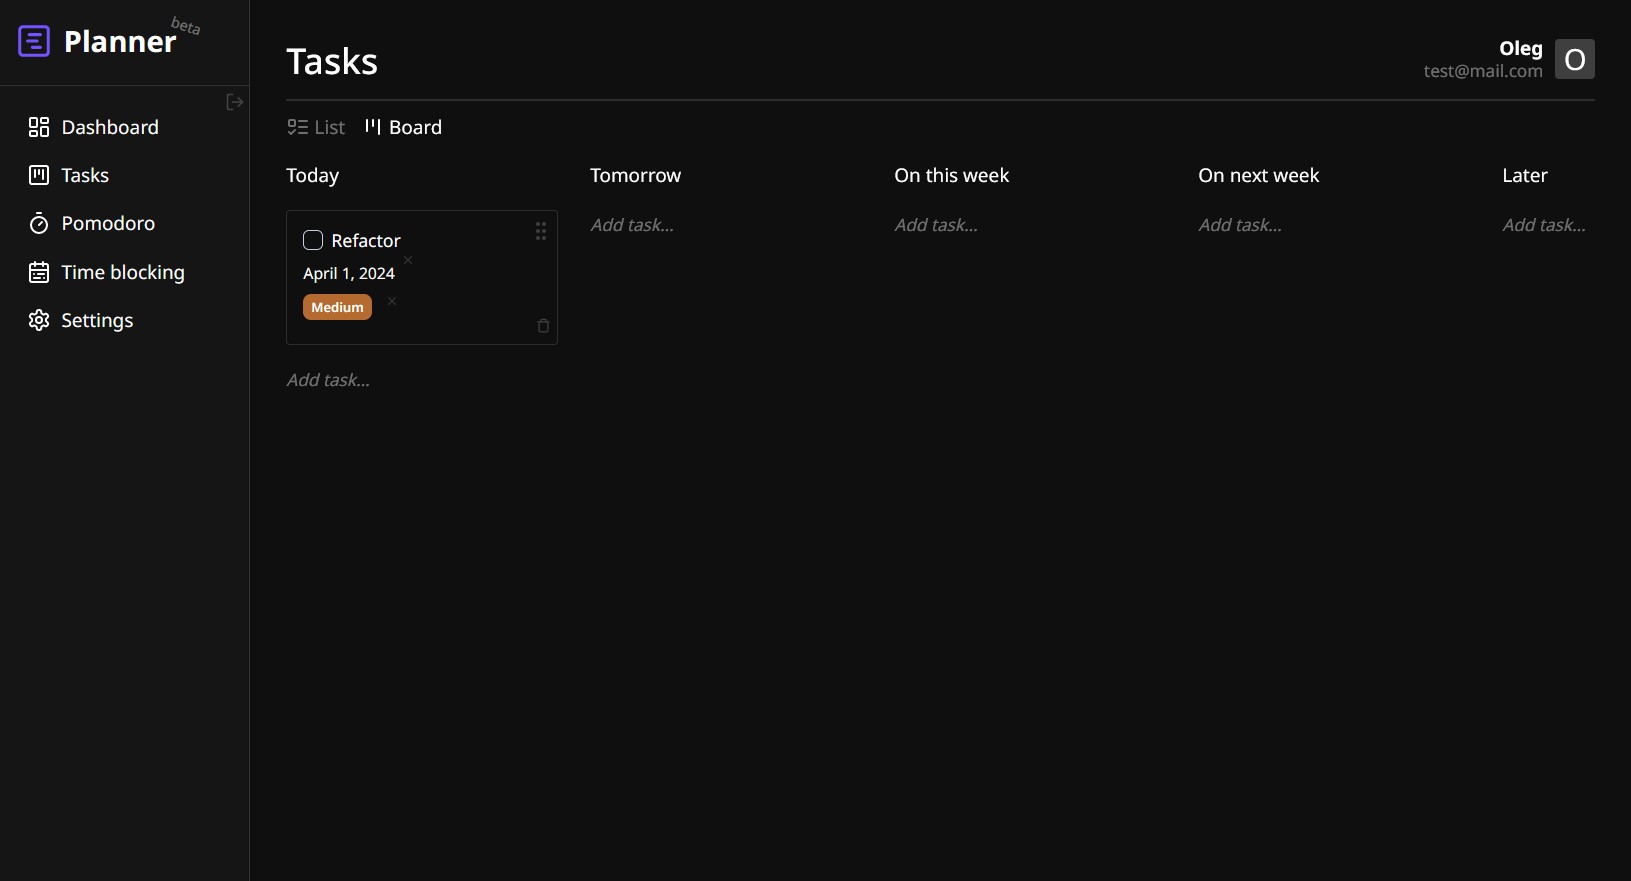 Planner beta
Dashboard
Tasks
Pomodoro
Time blocking
Settings
Tasks
Oleg
test@mail.com
O
List Board
Today Tomorrow On this week On next week Later
Refactor
April 1, 2024
Medium
Add task...
Add task... Add task... Add task... Add task...